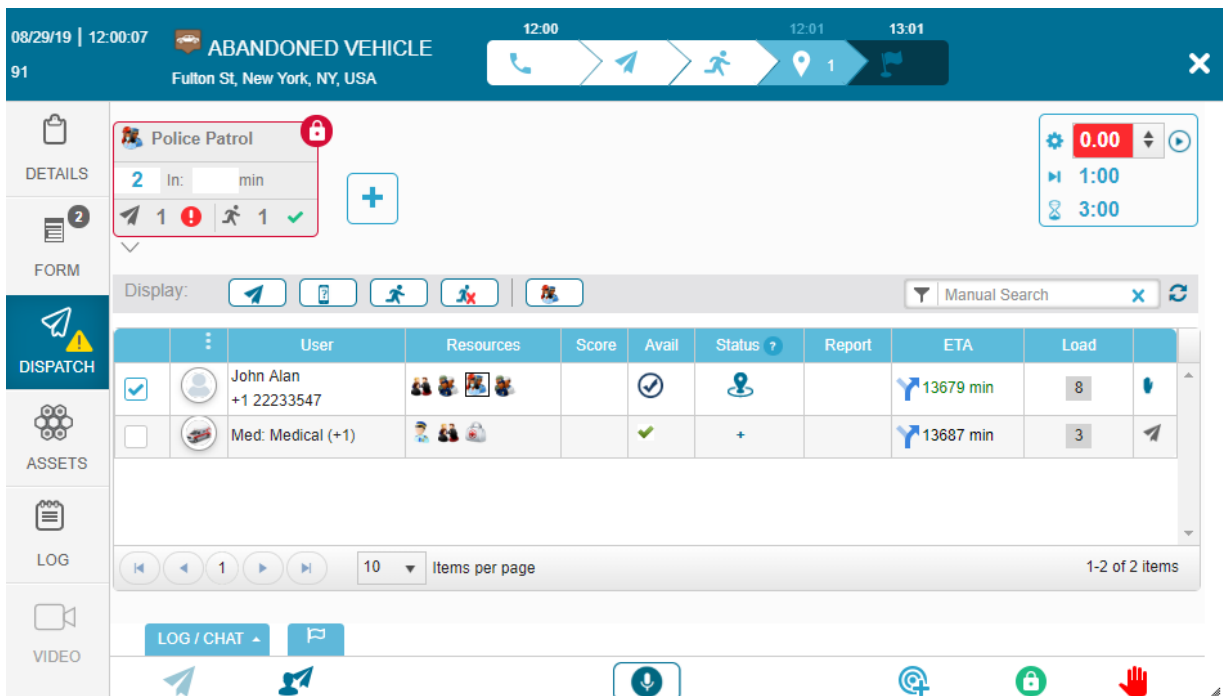 08/29/19 | 12:00:07
91
ABANDONED VEHICLE
Fulton St, New York, NY, USA
12:00
12:01
13:01
1
DETAILS
2
FORM
DISPATCH
ASSETS
LOG
VIDEO
Police Patrol
2 In: min
1 1
0.00
1:00
3:00
Display:
Manual Search
User Resources Score Avail Status ? Report ETA Load
John Alan
+1 22233547
13679 min 8
Med: Medical (+1) + 13687 min 3
1 10 Items per page 1-2 of 2 items
LOG / CHAT